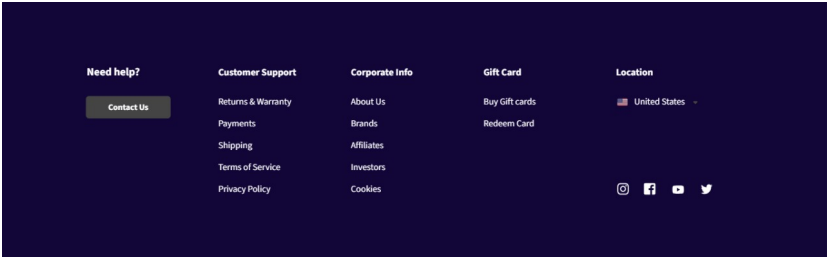 Need help?
Contact Us
Customer Support
Returns & Warranty
Payments
Shipping
Terms of Service
Privacy Policy
Corporate Info
About Us
Brands
Affiliates
Investors
Cookies
Gift Card
Buy Gift cards
Redeem Card
Location
United States